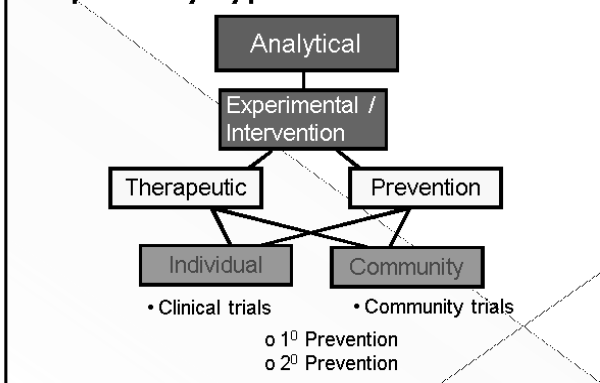 Analytical
Experimental /
Intervention
Therapeutic
Prevention
Individual
Community
• Clinical trials
• Community trials
o 1⁰ Prevention
o 2⁰ Prevention